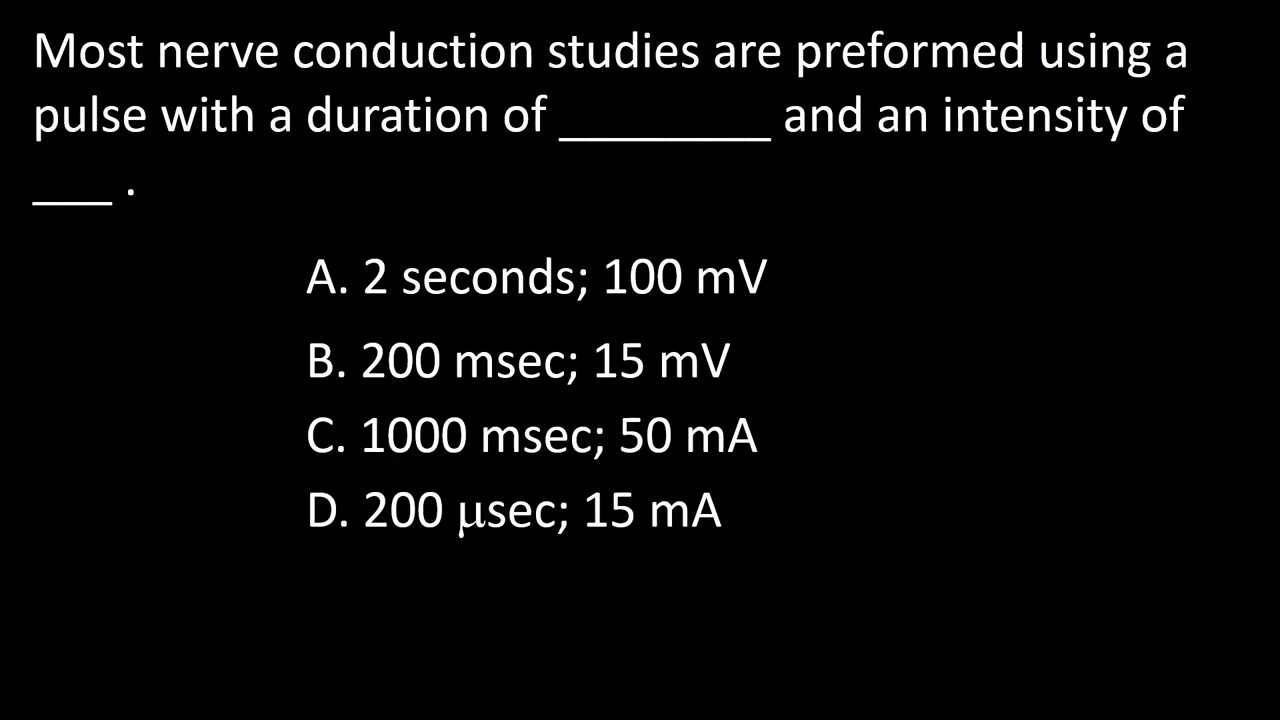 Most nerve conduction studies are preformed using a
pulse with a duration of ________ and an intensity of
___ .
A. 2 seconds; 100 mV
B. 200 msec; 15 mV
C. 1000 msec; 50 mA
D. 200 μsec; 15 mA